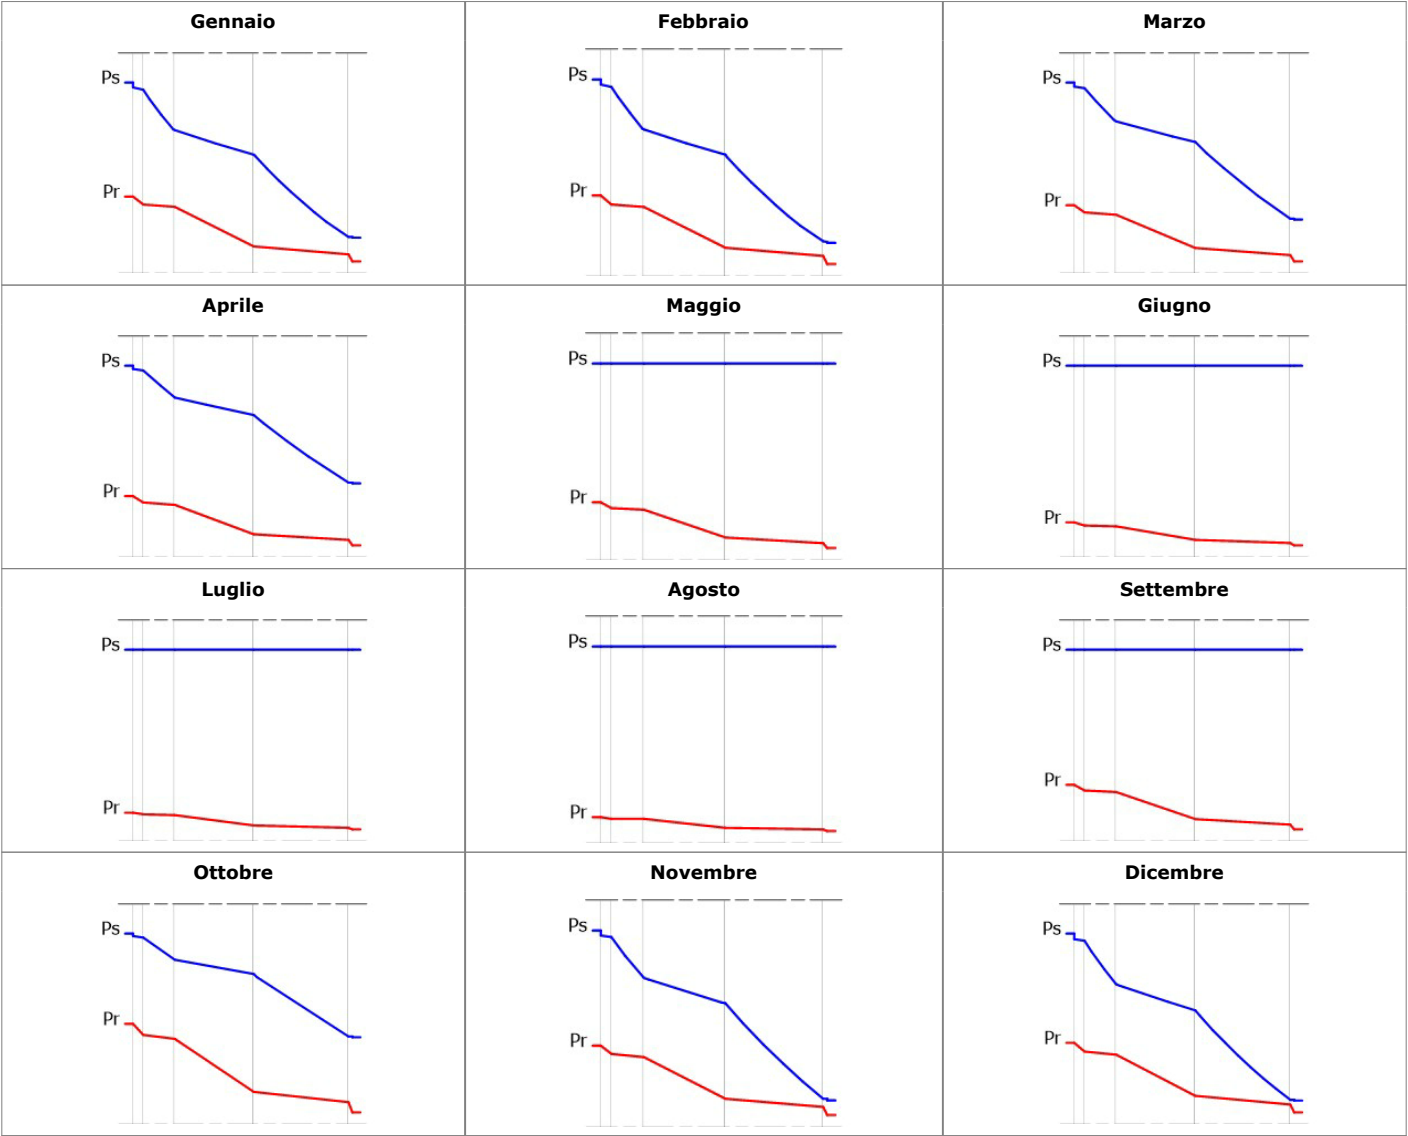 Gennaio
Febbraio
Marzo
Ps
Ps
Ps
Pr
Pr
Pr
Aprile
Maggio
Giugno
Ps
Ps
Ps
Pr
Pr
Pr
Luglio
Agosto
Settembre
Ps
Ps
Ps
Pr
Pr
Pr
Ottobre
Novembre
Dicembre
Ps
Ps
Ps
Pr
Pr
Pr